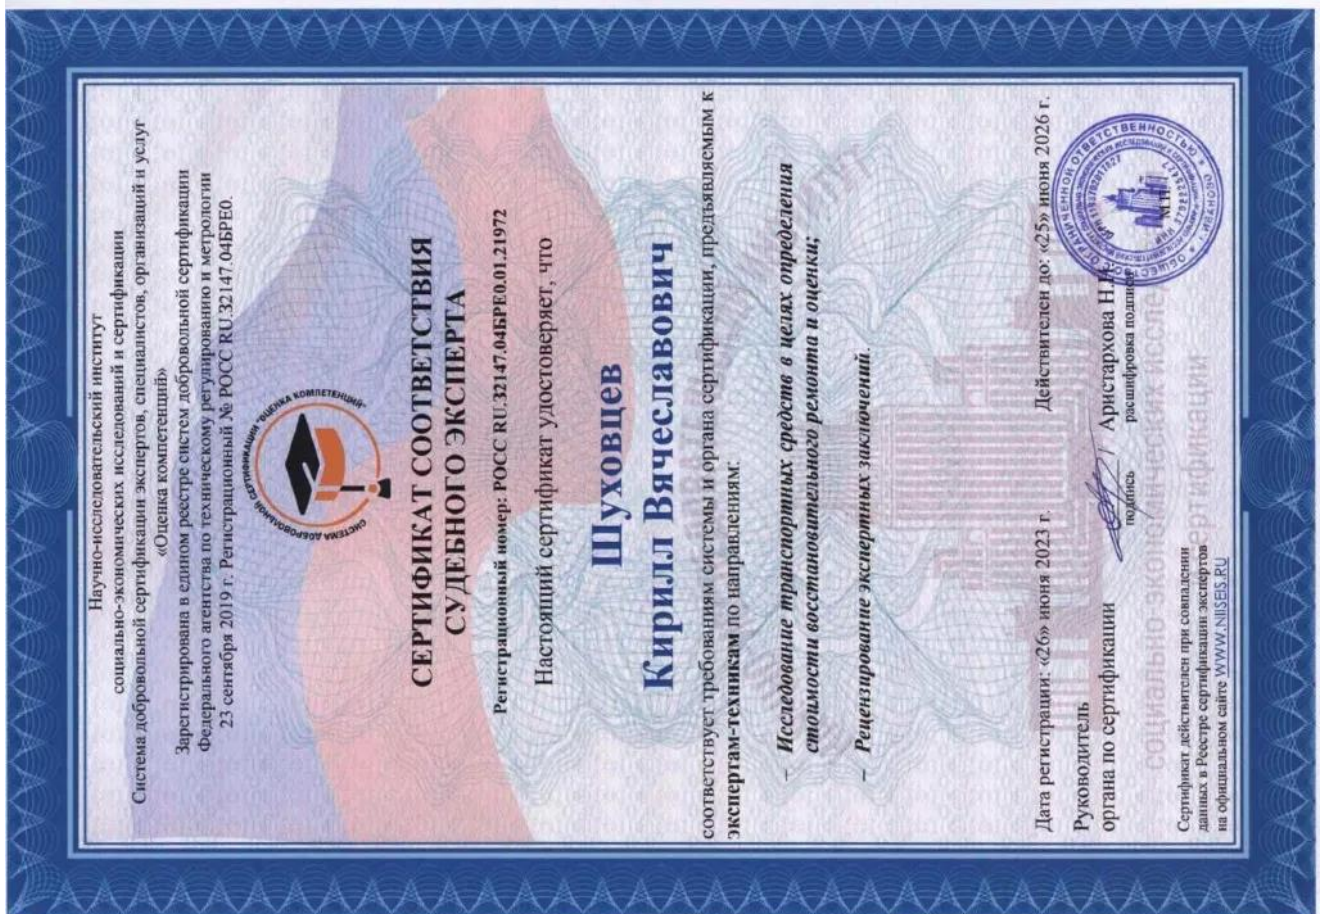 Научно-исследовательский институт
социально-экономических исследований и сертификации
Система добровольной сертификации экспертов, специалистов, организаций и услуг
«Оценка компетенций»
Зарегистрирована в едином реестре систем добровольной сертификации
Федерального агентства по техническому регулированию и метрологии
23 сентября 2019 г. Регистрационный № РОСС RU.32147.04БРЕ0.
СИСТЕМА ДОБРОВОЛЬНОЙ СЕРТИФИКАЦИИ "ОЦЕНКА КОМПЕТЕНЦИЙ"
СЕРТИФИКАТ СООТВЕТСТВИЯ
СУДЕБНОГО ЭКСПЕРТА
Регистрационный номер: РОСС RU.32147.04БРЕ0.01.21972
Настоящий сертификат удостоверяет, что
Шуховцев
Кирилл Вячеславович
соответствует требованиям системы и органа сертификации, предъявляемым к
экспертам-техникам по направлениям:
– Исследование транспортных средств в целях определения
стоимости восстановительного ремонта и оценки;
– Рецензирование экспертных заключений.
Дата регистрации: «26» июня 2023 г. Действителен до: «25» июня 2026 г.
Руководитель
органа по сертификации Аристархова Н.И.
подпись расшифровка подписи
М.П.
Сертификат действителен при совпадении
данных в Реестре сертификации экспертов
на официальном сайте WWW.NIISEIS.RU